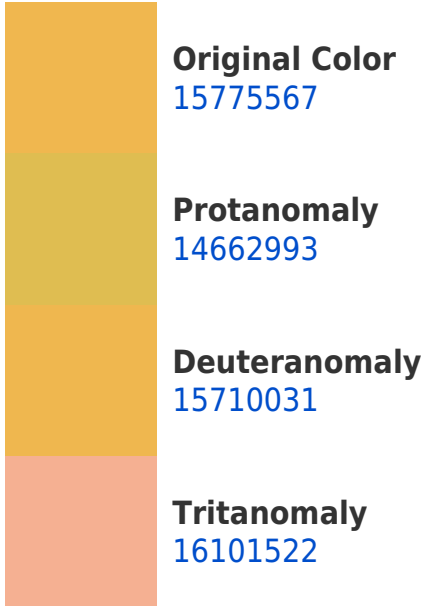 Original Color
15775567
Protanomaly
14662993
Deuteranomaly
15710031
Tritanomaly
16101522